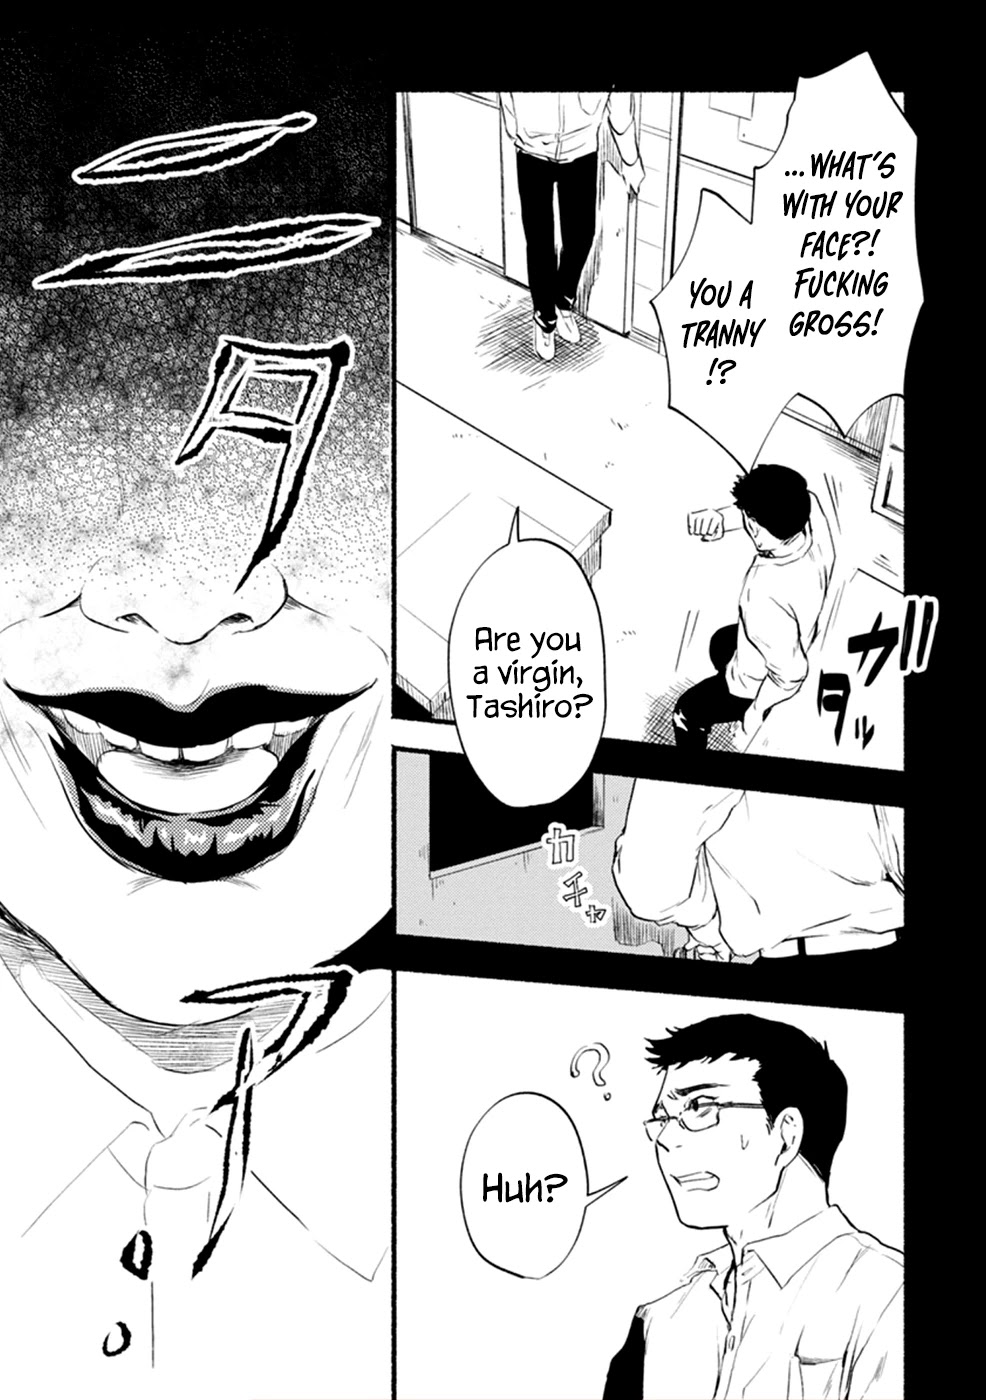 ...WHAT'S
WITH YOUR
FACE?!
FUCKING
GROSS!
YOU A
TRANNY
!?
ガタッ
Are you
a virgin,
Tashiro?
カチャ
?
Huh?
ニタァ...